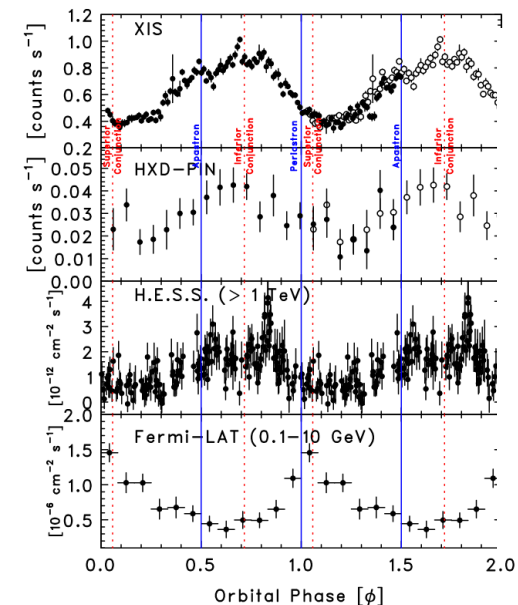 1.2
1.0
0.8
0.6
0.4
0.2
[counts s⁻¹]
XIS
Superior
Conjunction
Apastron
Inferior
Conjunction
Periastron
Superior
Conjunction
Apastron
Inferior
Conjunction
0.05
0.04
0.03
0.02
0.01
0.00
[counts s⁻¹]
HXD-PIN
4
3
2
1
0
[10⁻¹² cm⁻² s⁻¹]
H.E.S.S. (> 1 TeV)
2.0
1.5
1.0
0.5
[10⁻⁶ cm⁻² s⁻¹]
Fermi-LAT (0.1-10 GeV)
0.0
0.5
1.0
1.5
2.0
Orbital Phase [ϕ]